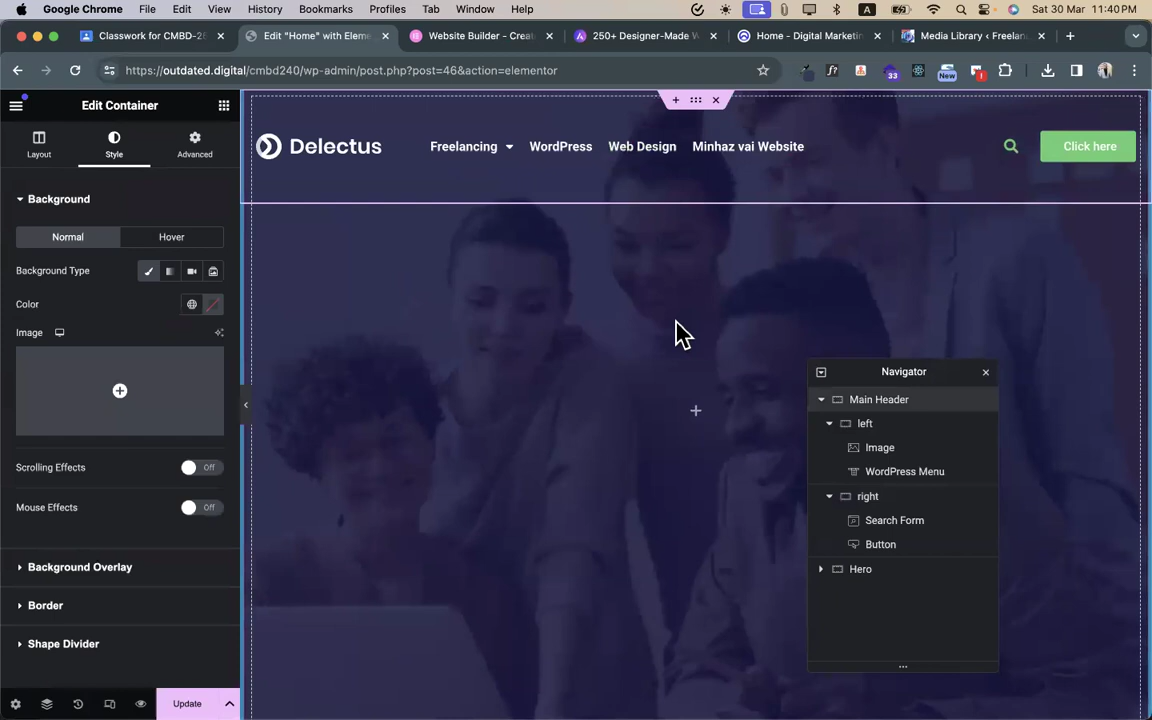 Google Chrome File Edit View History Bookmarks Profiles Tab Window Help A Sat 30 Mar 11:40 PM
Classwork for CMBD-2 Edit "Home" with Eleme Website Builder - Creat 250+ Designer-Made W Home - Digital Marketin Media Library ‹ Freelan
https://outdated.digital/cmbd240/wp-admin/post.php?post=46&action=elementor f? 33 New
Edit Container
Layout Style Advanced
Delectus Freelancing WordPress Web Design Minhaz vai Website Click here
Background
Normal Hover
Background Type
Color
Image
Scrolling Effects Off
Mouse Effects Off
Background Overlay
Border
Shape Divider
Update
Navigator
Main Header
left
Image
WordPress Menu
right
Search Form
Button
Hero